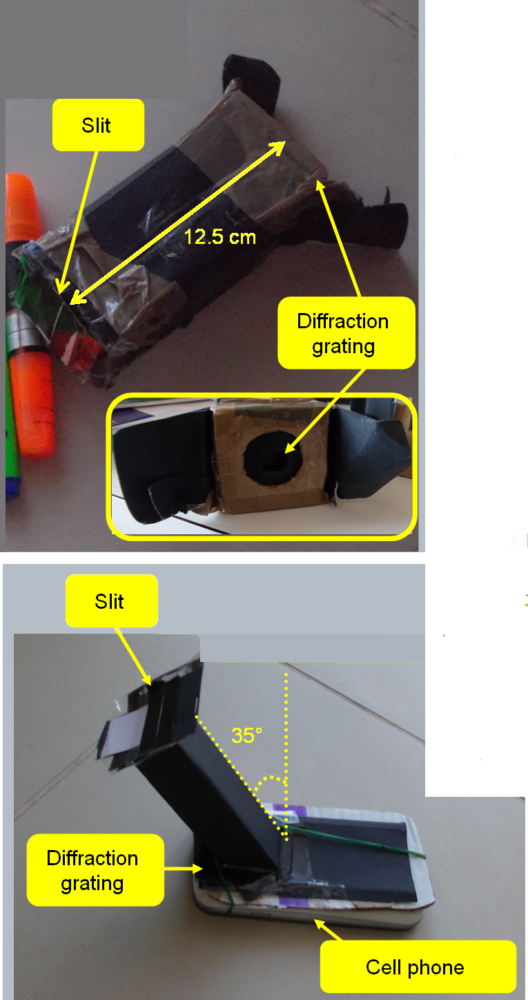 Slit
12.5 cm
Diffraction
grating
Slit
35°
Diffraction
grating
Cell phone